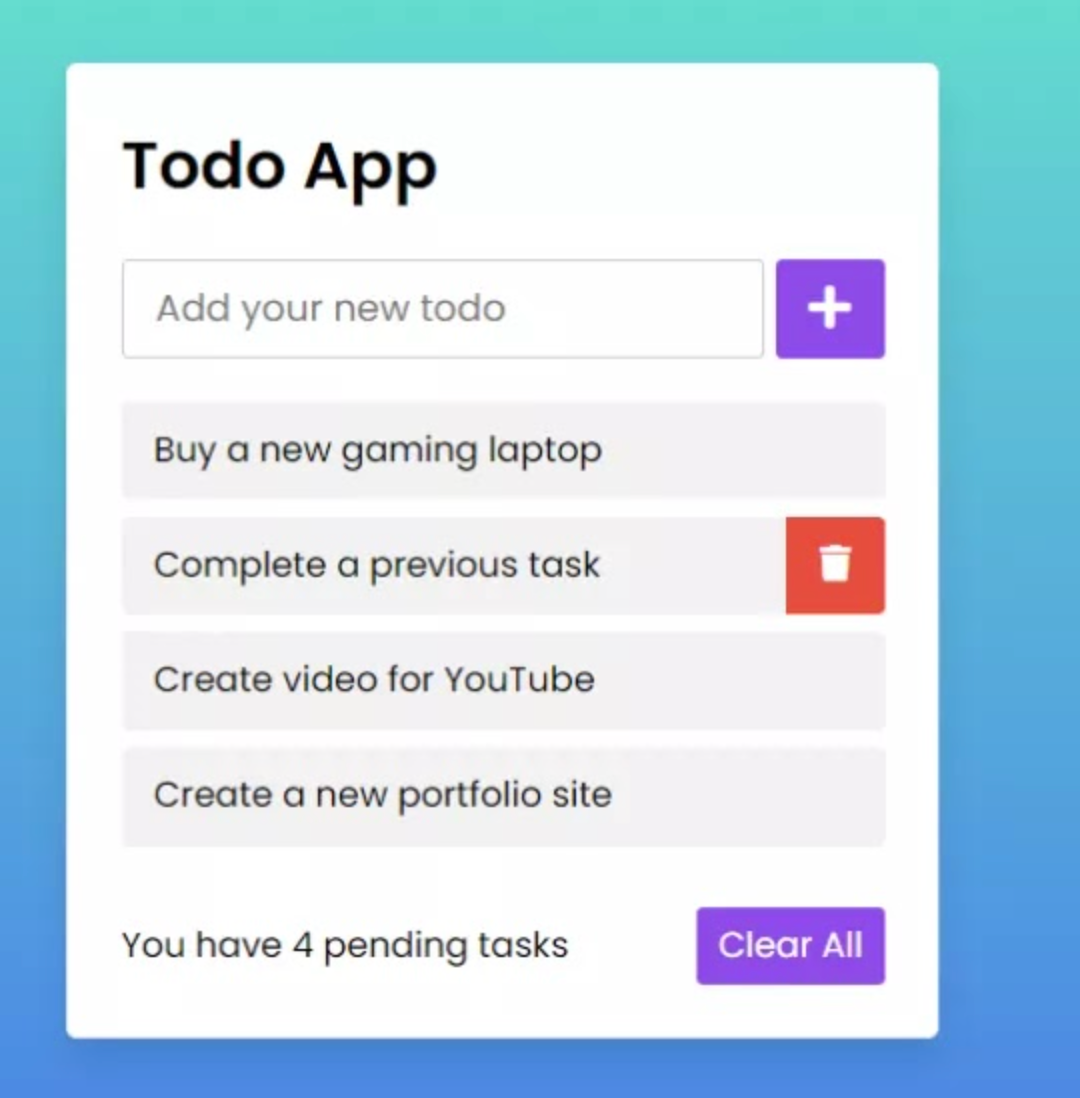 Todo App
Add your new todo
Buy a new gaming laptop
Complete a previous task
Create video for YouTube
Create a new portfolio site
You have 4 pending tasks
Clear All